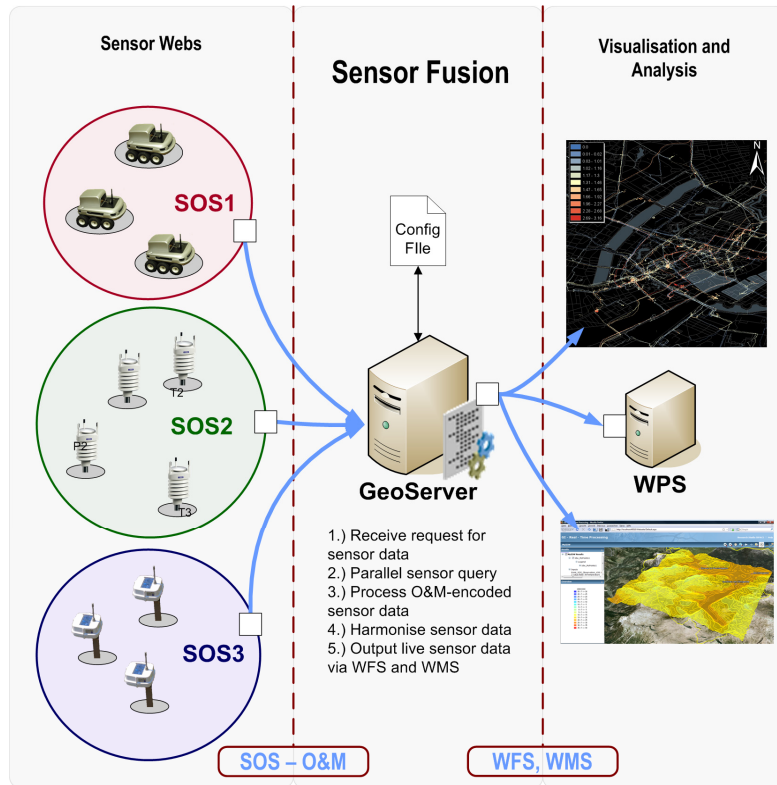 Sensor Webs
Sensor Fusion
Visualisation and
Analysis
SOS1
SOS2
T2
P2
T3
SOS3
Config
FIle
GeoServer
1.) Receive request for
sensor data
2.) Parallel sensor query
3.) Process O&M-encoded
sensor data
4.) Harmonise sensor data
5.) Output live sensor data
via WFS and WMS
N
WPS
SOS – O&M
WFS, WMS